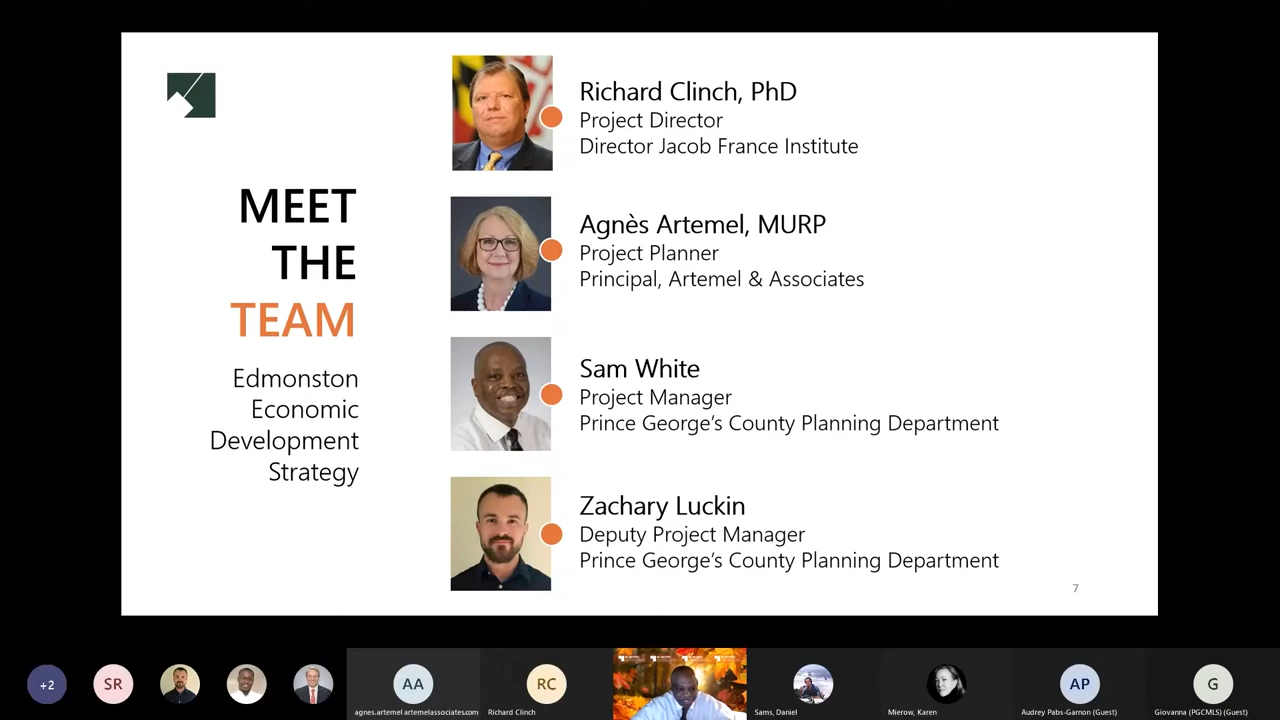 MEET
THE
TEAM
Edmonston
Economic
Development
Strategy
Richard Clinch, PhD
Project Director
Director Jacob France Institute
Agnès Artemel, MURP
Project Planner
Principal, Artemel & Associates
Sam White
Project Manager
Prince George's County Planning Department
Zachary Luckin
Deputy Project Manager
Prince George's County Planning Department
7
+2
SR
AA
agnes.artemel artemelassociates.com
RC
Richard Clinch
Sams, Daniel
Mierow, Karen
AP
Audrey Pabs-Garnon (Guest)
G
Giovanna (PGCMLS) (Guest)